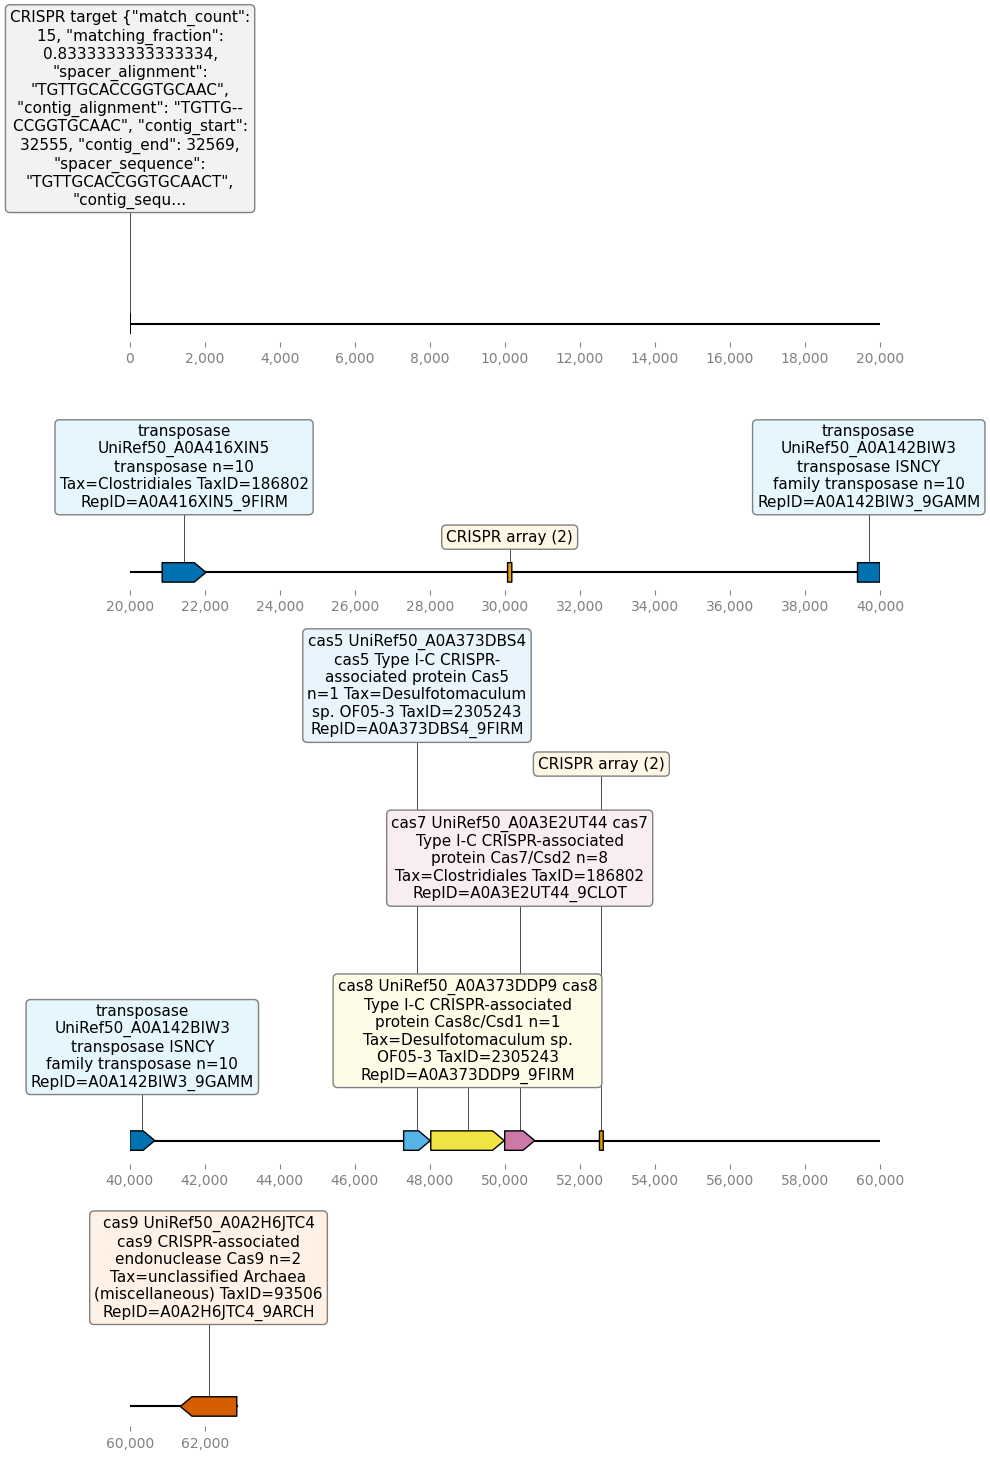 CRISPR target {"match_count":
15, "matching_fraction":
0.8333333333333334,
"spacer_alignment":
"TGTTGCACCGGTGCAAC",
"contig_alignment": "TGTTG--
CCGGTGCAAC", "contig_start":
32555, "contig_end": 32569,
"spacer_sequence":
"TGTTGCACCGGTGCAACT",
"contig_sequ...
0 2,000 4,000 6,000 8,000 10,000 12,000 14,000 16,000 18,000 20,000
transposase
UniRef50_A0A416XIN5
transposase n=10
Tax=Clostridiales TaxID=186802
RepID=A0A416XIN5_9FIRM
transposase
UniRef50_A0A142BIW3
transposase ISNCY
family transposase n=10
RepID=A0A142BIW3_9GAMM
CRISPR array (2)
20,000 22,000 24,000 26,000 28,000 30,000 32,000 34,000 36,000 38,000 40,000
cas5 UniRef50_A0A373DBS4
cas5 Type I-C CRISPR-
associated protein Cas5
n=1 Tax=Desulfotomaculum
sp. OF05-3 TaxID=2305243
RepID=A0A373DBS4_9FIRM
CRISPR array (2)
cas7 UniRef50_A0A3E2UT44 cas7
Type I-C CRISPR-associated
protein Cas7/Csd2 n=8
Tax=Clostridiales TaxID=186802
RepID=A0A3E2UT44_9CLOT
cas8 UniRef50_A0A373DDP9 cas8
Type I-C CRISPR-associated
protein Cas8c/Csd1 n=1
Tax=Desulfotomaculum sp.
OF05-3 TaxID=2305243
RepID=A0A373DDP9_9FIRM
transposase
UniRef50_A0A142BIW3
transposase ISNCY
family transposase n=10
RepID=A0A142BIW3_9GAMM
40,000 42,000 44,000 46,000 48,000 50,000 52,000 54,000 56,000 58,000 60,000
cas9 UniRef50_A0A2H6JTC4
cas9 CRISPR-associated
endonuclease Cas9 n=2
Tax=unclassified Archaea
(miscellaneous) TaxID=93506
RepID=A0A2H6JTC4_9ARCH
60,000 62,000